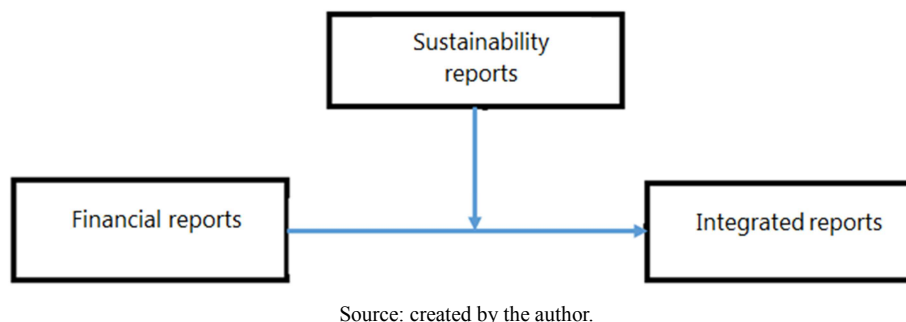 Sustainability
reports
Financial reports
Integrated reports
Source: created by the author.